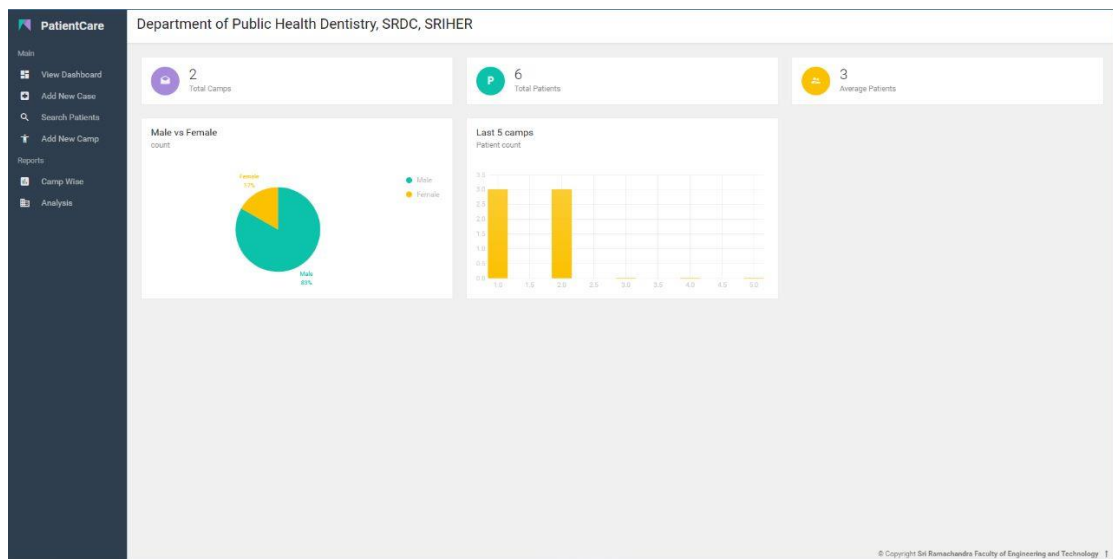 PatientCare
Department of Public Health Dentistry, SRDC, SRIHER
Main
View Dashboard
Add New Case
Search Patients
Add New Camp
Reports
Camp Wise
Analysis
2
Total Camps
P
6
Total Patients
3
Average Patients
Male vs Female
count
Female
17%
Male
83%
Male
Female
Last 5 camps
Patient count
3.5
3.0
2.5
2.0
1.5
1.0
0.5
0.0
1.0 1.5 2.0 2.5 3.0 3.5 4.0 4.5 5.0
© Copyright Sri Ramachandra Faculty of Engineering and Technology